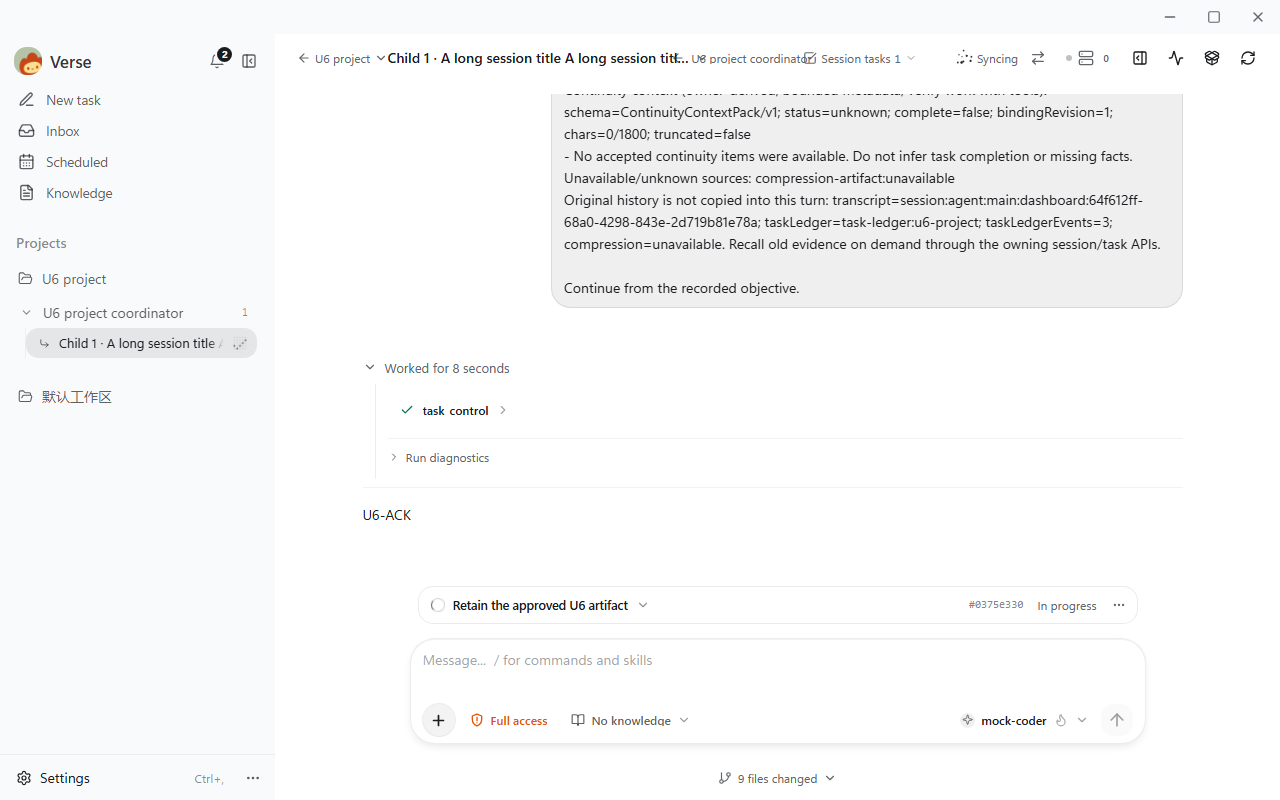 Verse
2
New task
Inbox
Scheduled
Knowledge
Projects
U6 project
U6 project coordinator 1
Child 1 · A long session title
默认工作区
Settings Ctrl+,
U6 project
Child 1 · A long session title A long session titl...
U6 project coordinator
Session tasks 1
Syncing
0
schema=ContinuityContextPack/v1; status=unknown; complete=false; bindingRevision=1;
chars=0/1800; truncated=false
- No accepted continuity items were available. Do not infer task completion or missing facts.
Unavailable/unknown sources: compression-artifact:unavailable
Original history is not copied into this turn: transcript=session:agent:main:dashboard:64f612ff-
68a0-4298-843e-2d719b81e78a; taskLedger=task-ledger:u6-project; taskLedgerEvents=3;
compression=unavailable. Recall old evidence on demand through the owning session/task APIs.
Continue from the recorded objective.
Worked for 8 seconds
task control
Run diagnostics
U6-ACK
Retain the approved U6 artifact #0375e330 In progress
Message... / for commands and skills
Full access No knowledge mock-coder
9 files changed